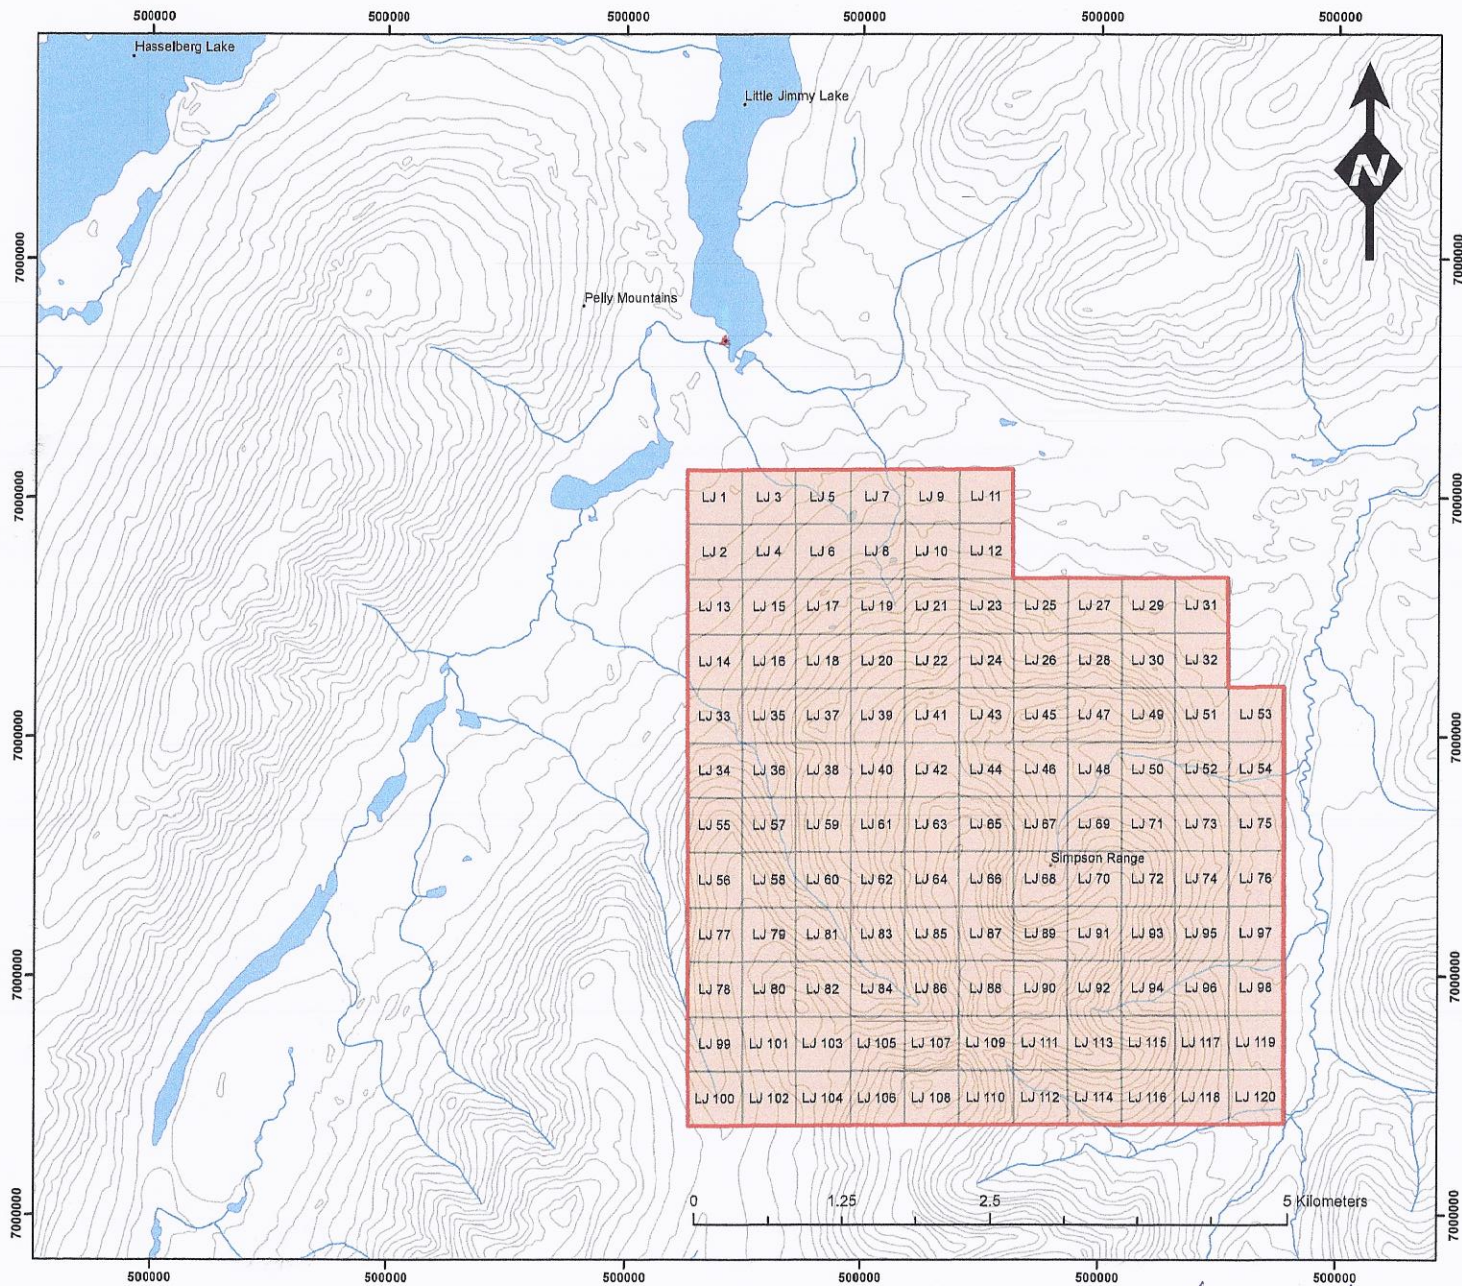 500000 500000 500000 500000 500000 500000
Hasselberg Lake
Little Jimmy Lake
N
7000000 7000000
Pelly Mountains
LJ 1 LJ 3 LJ 5 LJ 7 LJ 9 LJ 11
7000000 7000000
LJ 2 LJ 4 LJ 6 LJ 8 LJ 10 LJ 12
LJ 13 LJ 15 LJ 17 LJ 19 LJ 21 LJ 23 LJ 25 LJ 27 LJ 29 LJ 31
LJ 14 LJ 16 LJ 18 LJ 20 LJ 22 LJ 24 LJ 26 LJ 28 LJ 30 LJ 32
LJ 33 LJ 35 LJ 37 LJ 39 LJ 41 LJ 43 LJ 45 LJ 47 LJ 49 LJ 51 LJ 53
7000000 7000000
LJ 34 LJ 36 LJ 38 LJ 40 LJ 42 LJ 44 LJ 46 LJ 48 LJ 50 LJ 52 LJ 54
LJ 55 LJ 57 LJ 59 LJ 61 LJ 63 LJ 65 LJ 67 LJ 69 LJ 71 LJ 73 LJ 75
Simpson Range
LJ 56 LJ 58 LJ 60 LJ 62 LJ 64 LJ 66 LJ 68 LJ 70 LJ 72 LJ 74 LJ 76
LJ 77 LJ 79 LJ 81 LJ 83 LJ 85 LJ 87 LJ 89 LJ 91 LJ 93 LJ 95 LJ 97
7000000 7000000
LJ 78 LJ 80 LJ 82 LJ 84 LJ 86 LJ 88 LJ 90 LJ 92 LJ 94 LJ 96 LJ 98
LJ 99 LJ 101 LJ 103 LJ 105 LJ 107 LJ 109 LJ 111 LJ 113 LJ 115 LJ 117 LJ 119
LJ 100 LJ 102 LJ 104 LJ 106 LJ 108 LJ 110 LJ 112 LJ 114 LJ 116 LJ 118 LJ 120
0 1.25 2.5 5 Kilometers
7000000 7000000
500000 500000 500000 500000 500000 500000